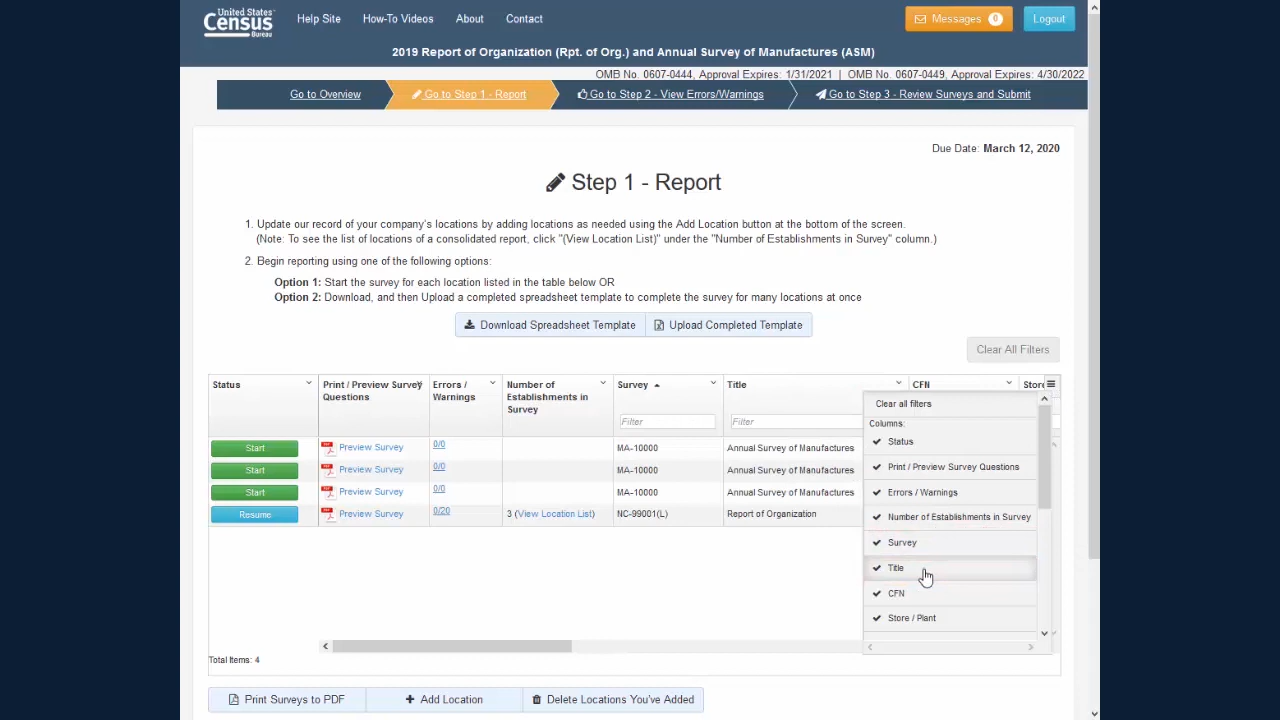 United States
Census
Bureau
Help Site How-To Videos About Contact
Messages 0 Logout
2019 Report of Organization (Rpt. of Org.) and Annual Survey of Manufactures (ASM)
OMB No. 0607-0444, Approval Expires: 1/31/2021 | OMB No. 0607-0449, Approval Expires: 4/30/2022
Go to Overview Go to Step 1 - Report Go to Step 2 - View Errors/Warnings Go to Step 3 - Review Surveys and Submit
Due Date: March 12, 2020
Step 1 - Report
1. Update our record of your company's locations by adding locations as needed using the Add Location button at the bottom of the screen.
(Note: To see the list of locations of a consolidated report, click "(View Location List)" under the "Number of Establishments in Survey" column.)
2. Begin reporting using one of the following options:
Option 1: Start the survey for each location listed in the table below OR
Option 2: Download, and then Upload a completed spreadsheet template to complete the survey for many locations at once
Download Spreadsheet Template Upload Completed Template
Clear All Filters
Status Print / Preview Survey Questions Errors / Warnings Number of Establishments in Survey Survey Title CFN Store
Filter Filter
Start Preview Survey 0/0 MA-10000 Annual Survey of Manufactures
Start Preview Survey 0/0 MA-10000 Annual Survey of Manufactures
Start Preview Survey 0/0 MA-10000 Annual Survey of Manufactures
Resume Preview Survey 0/20 3 (View Location List) NC-99001(L) Report of Organization
Clear all filters
Columns:
Status
Print / Preview Survey Questions
Errors / Warnings
Number of Establishments in Survey
Survey
Title
CFN
Store / Plant
Total Items: 4
Print Surveys to PDF Add Location Delete Locations You've Added